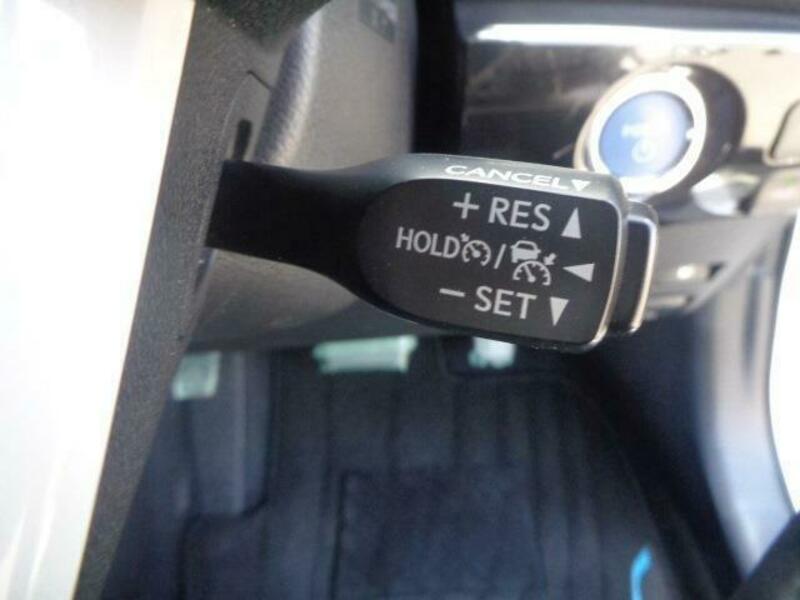 CANCEL▼
+ RES ▲
HOLD / ◀
− SET ▼